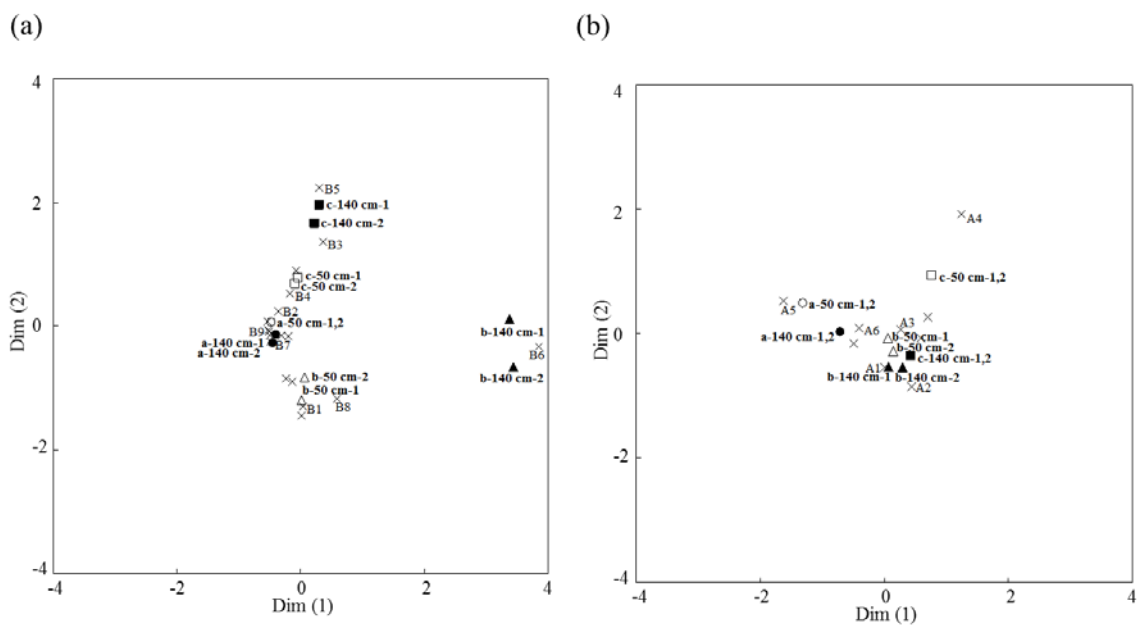 (a)
4
2
0
-2
-4
Dim (2)
B5
c-140 cm-1
c-140 cm-2
B3
c-50 cm-1
c-50 cm-2
B4
B2
a-50 cm-1,2
B9
B7
a-140 cm-1
a-140 cm-2
b-50 cm-2
b-50 cm-1
B1
B8
b-140 cm-1
B6
b-140 cm-2
-4
-2
0
2
4
Dim (1)
(b)
4
2
0
-2
-4
Dim (2)
A4
c-50 cm-1,2
A5
a-50 cm-1,2
a-140 cm-1,2
A6
A3
b-50 cm-1
b-50 cm-2
c-140 cm-1,2
A1
b-140 cm-1
b-140 cm-2
A2
-4
-2
0
2
4
Dim (1)